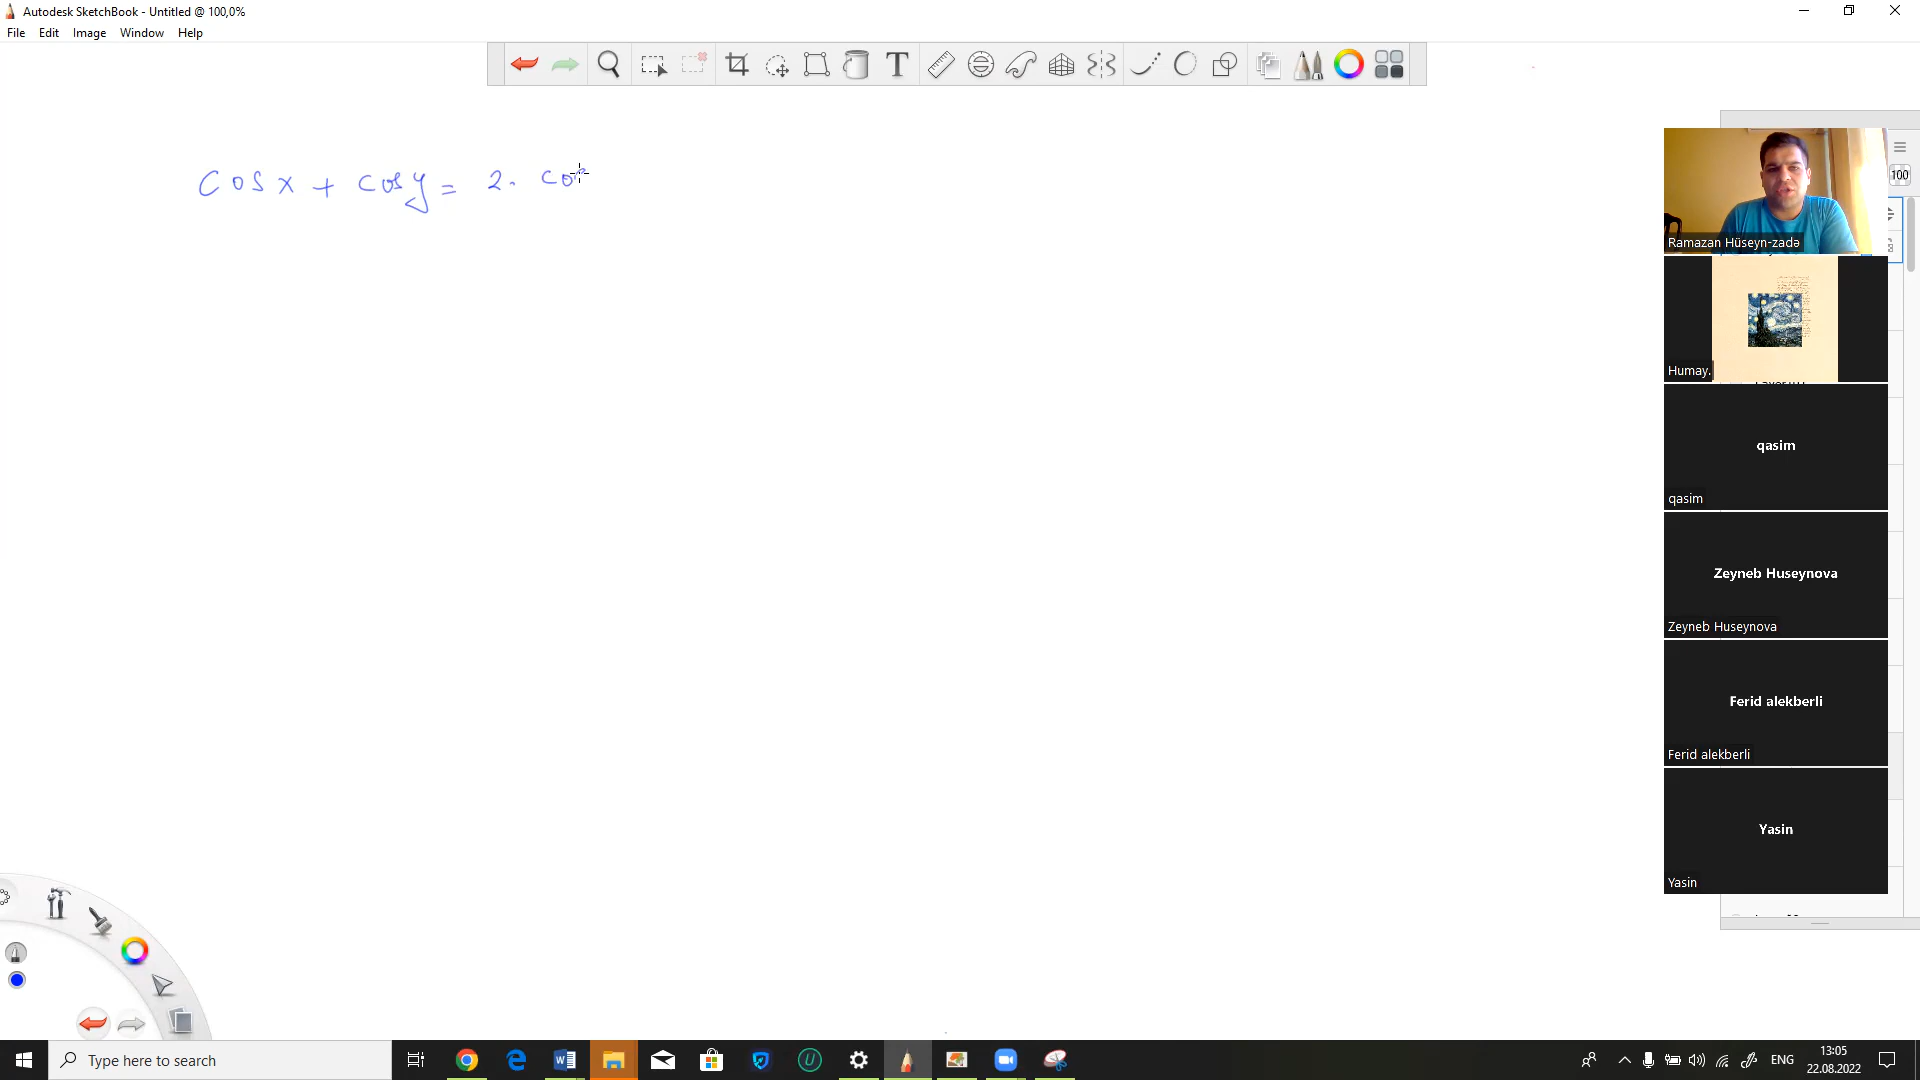 Autodesk SketchBook - Untitled @ 100,0%
File Edit Image Window Help
T
100
cos x + cos y = 2 . cos
Ramazan Hüseyn-zadə
Humay.
qasim
qasim
Zeyneb Huseynova
Zeyneb Huseynova
Ferid alekberli
Ferid alekberli
Yasin
Yasin
Type here to search
ENG
13:05
22.08.2022